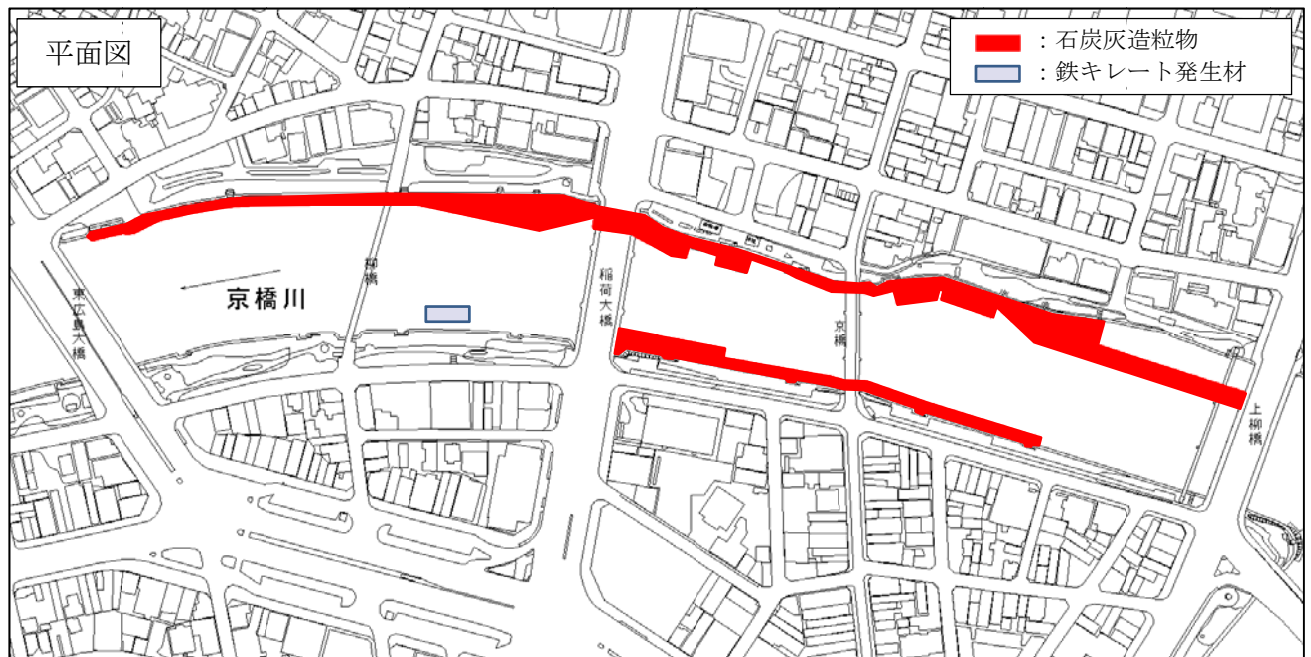 平面図
：石炭灰造粒物
：鉄キレート発生材
京橋川
東広島大橋
柳橋
稲荷大橋
京橋
上柳橋